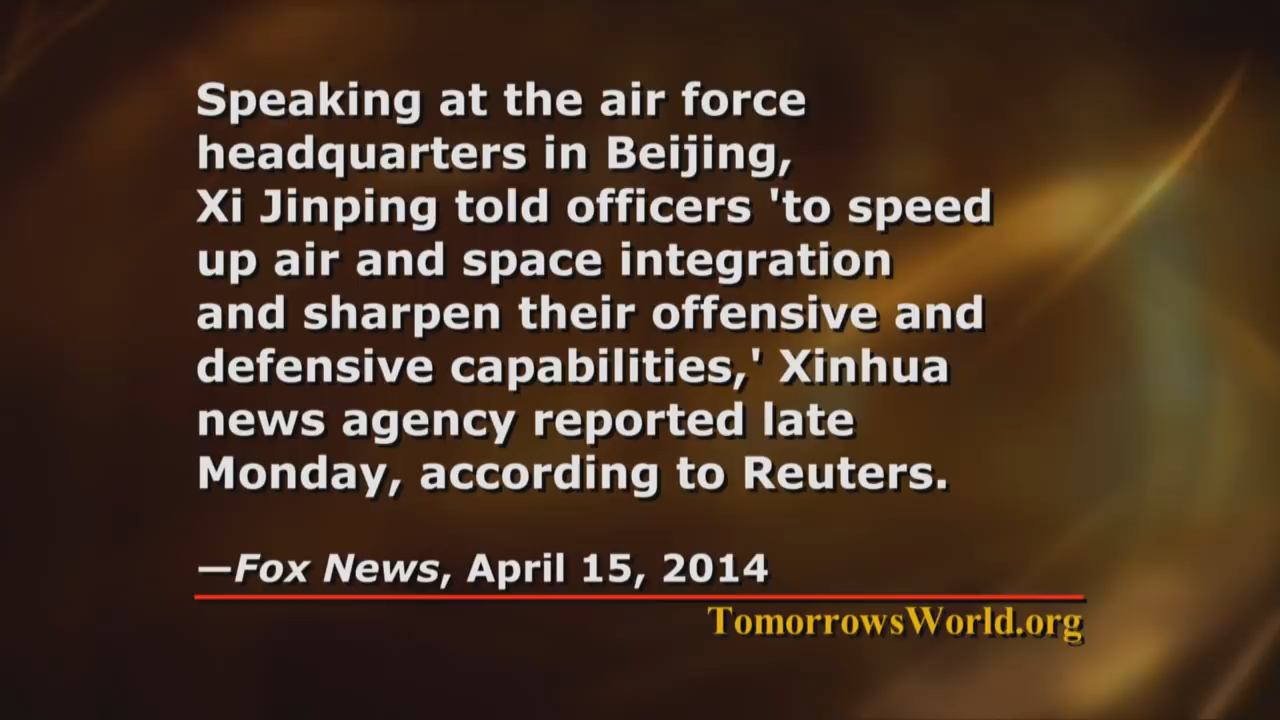 Speaking at the air force
headquarters in Beijing,
Xi Jinping told officers 'to speed
up air and space integration
and sharpen their offensive and
defensive capabilities,' Xinhua
news agency reported late
Monday, according to Reuters.
—Fox News, April 15, 2014
TomorrowsWorld.org